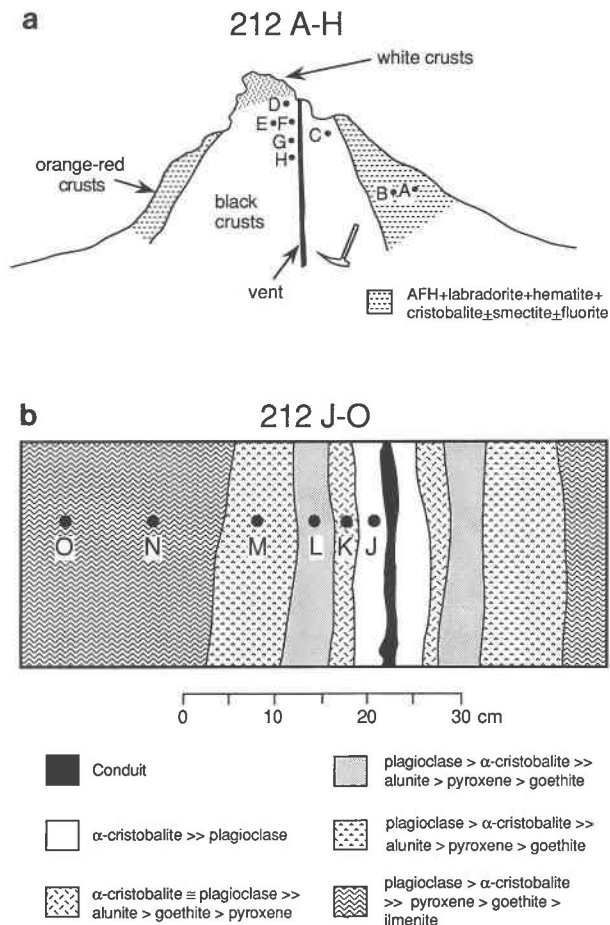 a
212 A-H
white crusts
D
E F
C
G
H
orange-red
crusts
B A
black
crusts
vent
AFH+labradorite+hematite+
cristobalite±smectite±fluorite
b
212 J-O
O N M L K J
0 10 20 30 cm
Conduit
α-cristobalite >> plagioclase
α-cristobalite ≅ plagioclase >>
alunite > goethite > pyroxene
plagioclase > α-cristobalite >>
alunite > pyroxene > goethite
plagioclase > α-cristobalite >>
alunite > pyroxene > goethite
plagioclase > α-cristobalite
>> pyroxene > goethite >
ilmenite